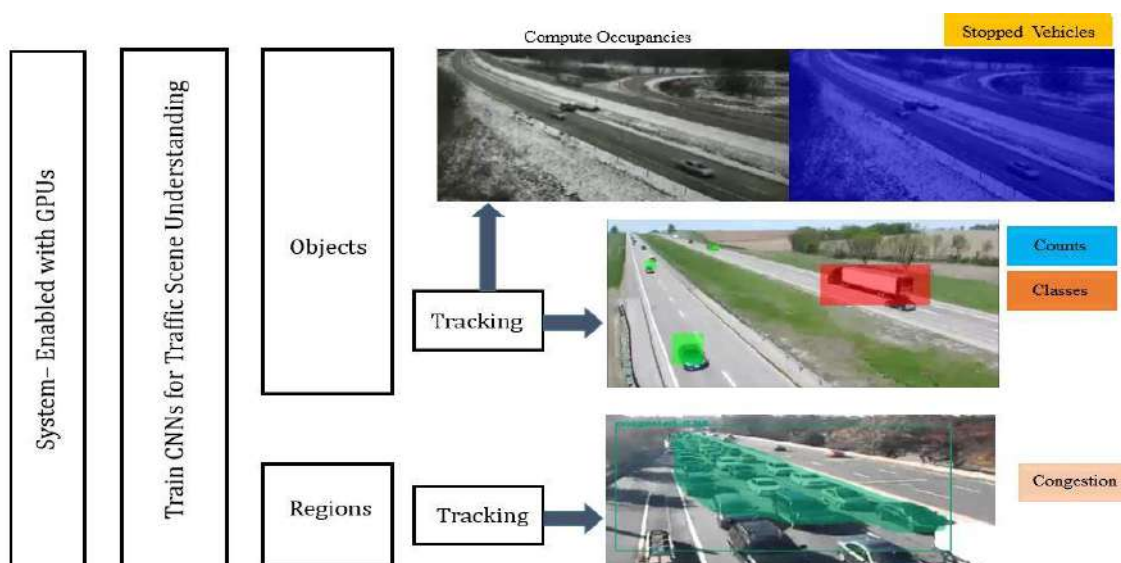 System- Enabled with GPUs
Train CNNs for Traffic Scene Understanding
Objects
Regions
Tracking
Tracking
Compute Occupancies
Stopped Vehicles
Counts
Classes
Congestion